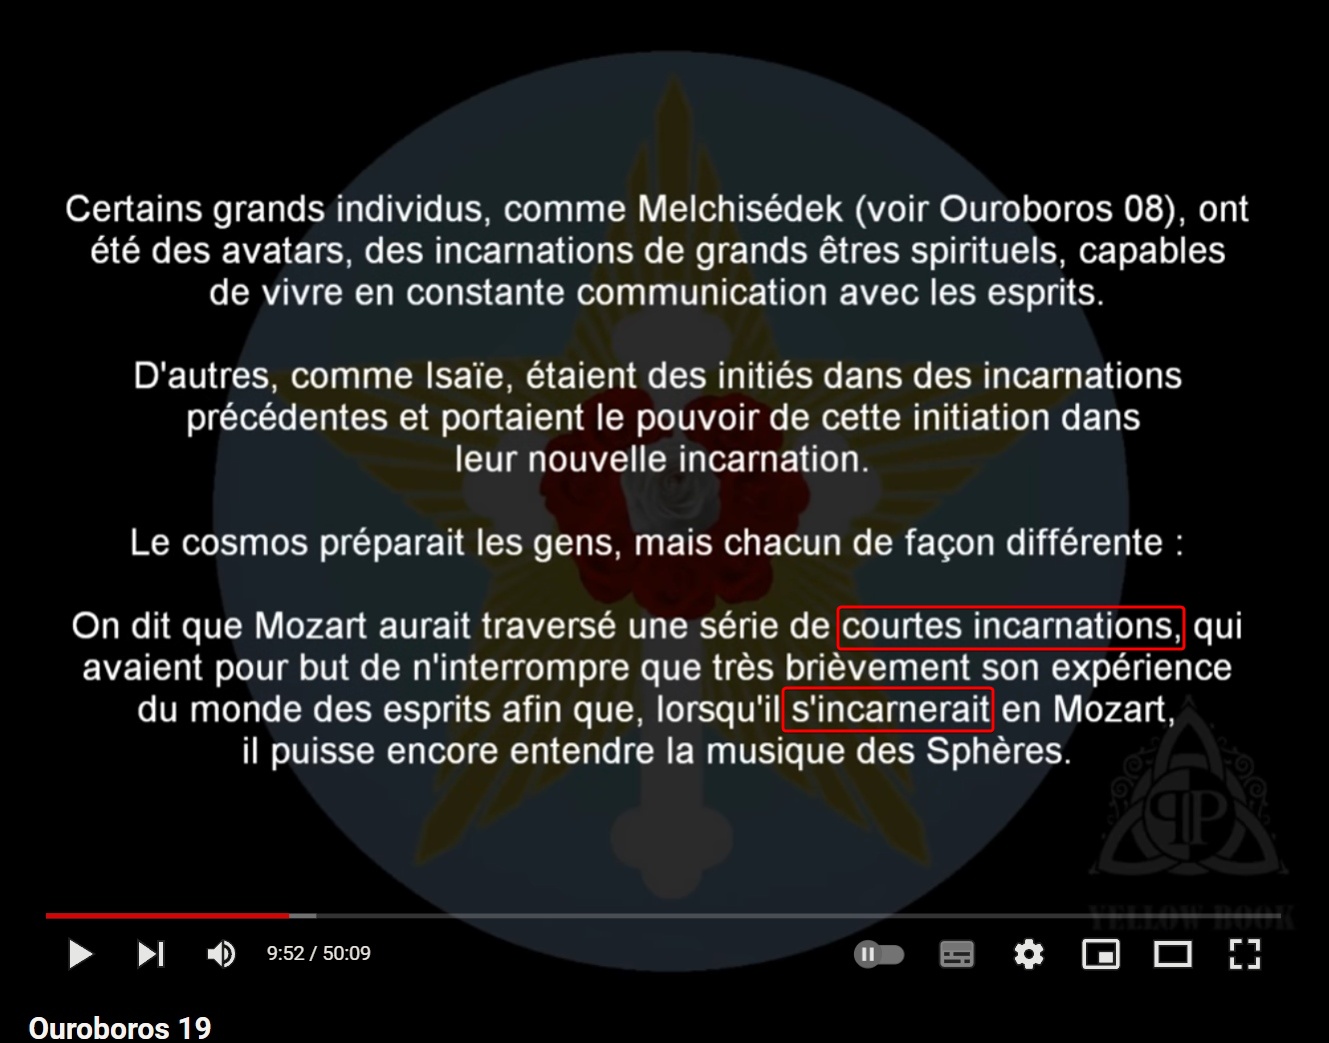 Certains grands individus, comme Melchisédek (voir Ouroboros 08), ont
été des avatars, des incarnations de grands êtres spirituels, capables
de vivre en constante communication avec les esprits.
D'autres, comme Isaïe, étaient des initiés dans des incarnations
précédentes et portaient le pouvoir de cette initiation dans
leur nouvelle incarnation.
Le cosmos préparait les gens, mais chacun de façon différente :
On dit que Mozart aurait traversé une série de courtes incarnations, qui
avaient pour but de n'interrompre que très brièvement son expérience
du monde des esprits afin que, lorsqu'il s'incarnerait en Mozart,
il puisse encore entendre la musique des Sphères.
YELLOW BOOK
9:52 / 50:09
Ouroboros 19